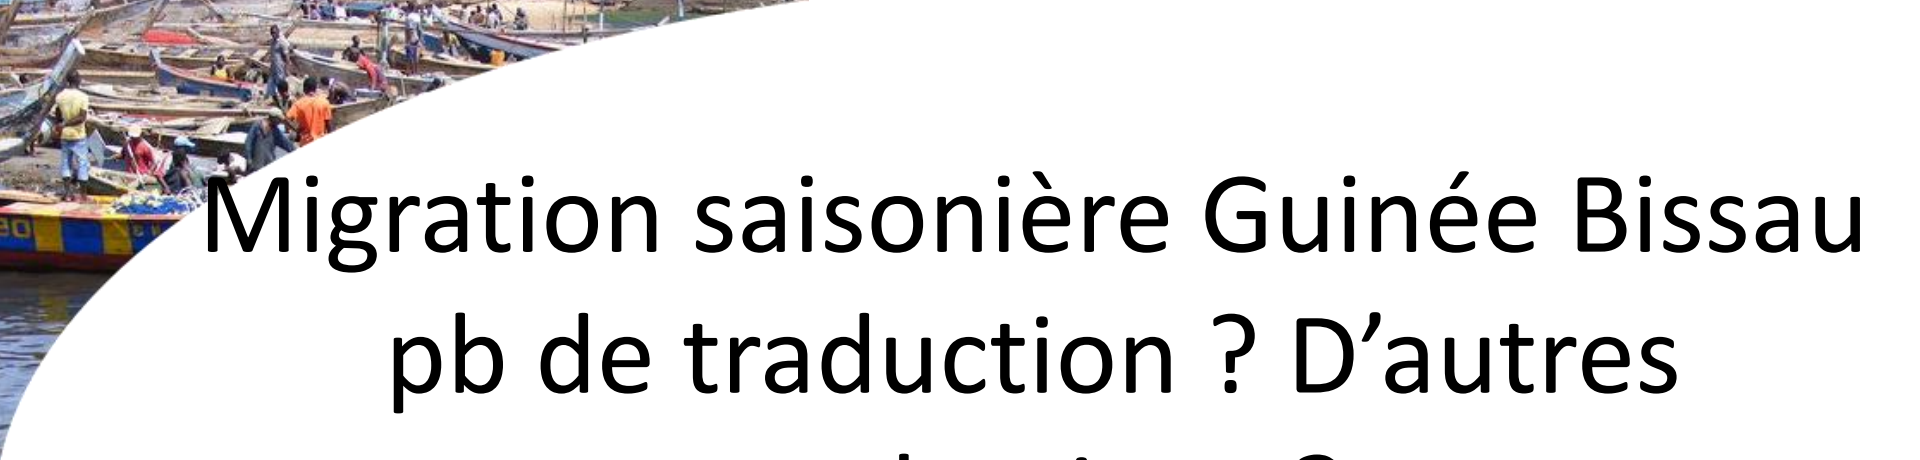 Migration saisonière Guinée Bissau
pb de traduction ? D’autres